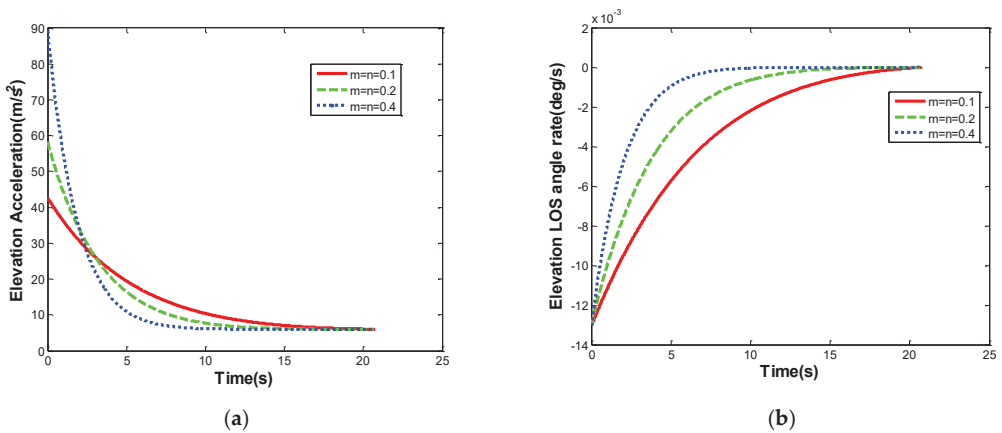 90
80
70
60
50
40
30
20
10
0
Elevation Acceleration(m/s²)
m=n=0.1
m=n=0.2
m=n=0.4
0 5 10 15 20 25
Time(s)
(a)
x 10⁻³
2
0
-2
-4
-6
-8
-10
-12
-14
Elevation LOS angle rate(deg/s)
m=n=0.1
m=n=0.2
m=n=0.4
0 5 10 15 20 25
Time(s)
(b)